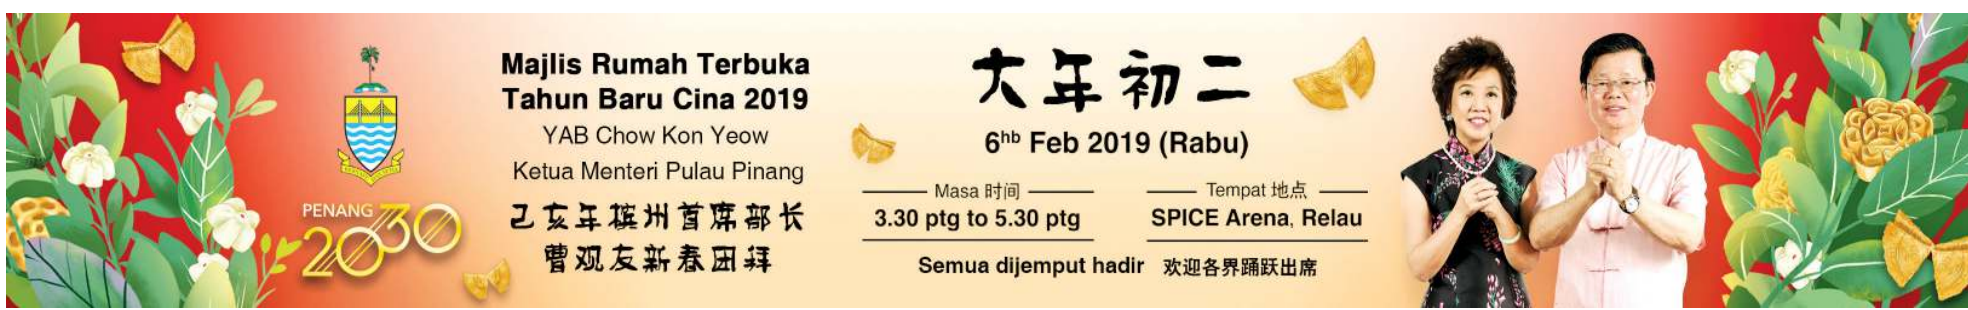 PENANG
2030
Majlis Rumah Terbuka
Tahun Baru Cina 2019
YAB Chow Kon Yeow
Ketua Menteri Pulau Pinang
己亥年槟州首席部长
曹观友新春团拜
大年初二
6hb Feb 2019 (Rabu)
Masa 时间
3.30 ptg to 5.30 ptg
Tempat 地点
SPICE Arena, Relau
Semua dijemput hadir 欢迎各界踊跃出席